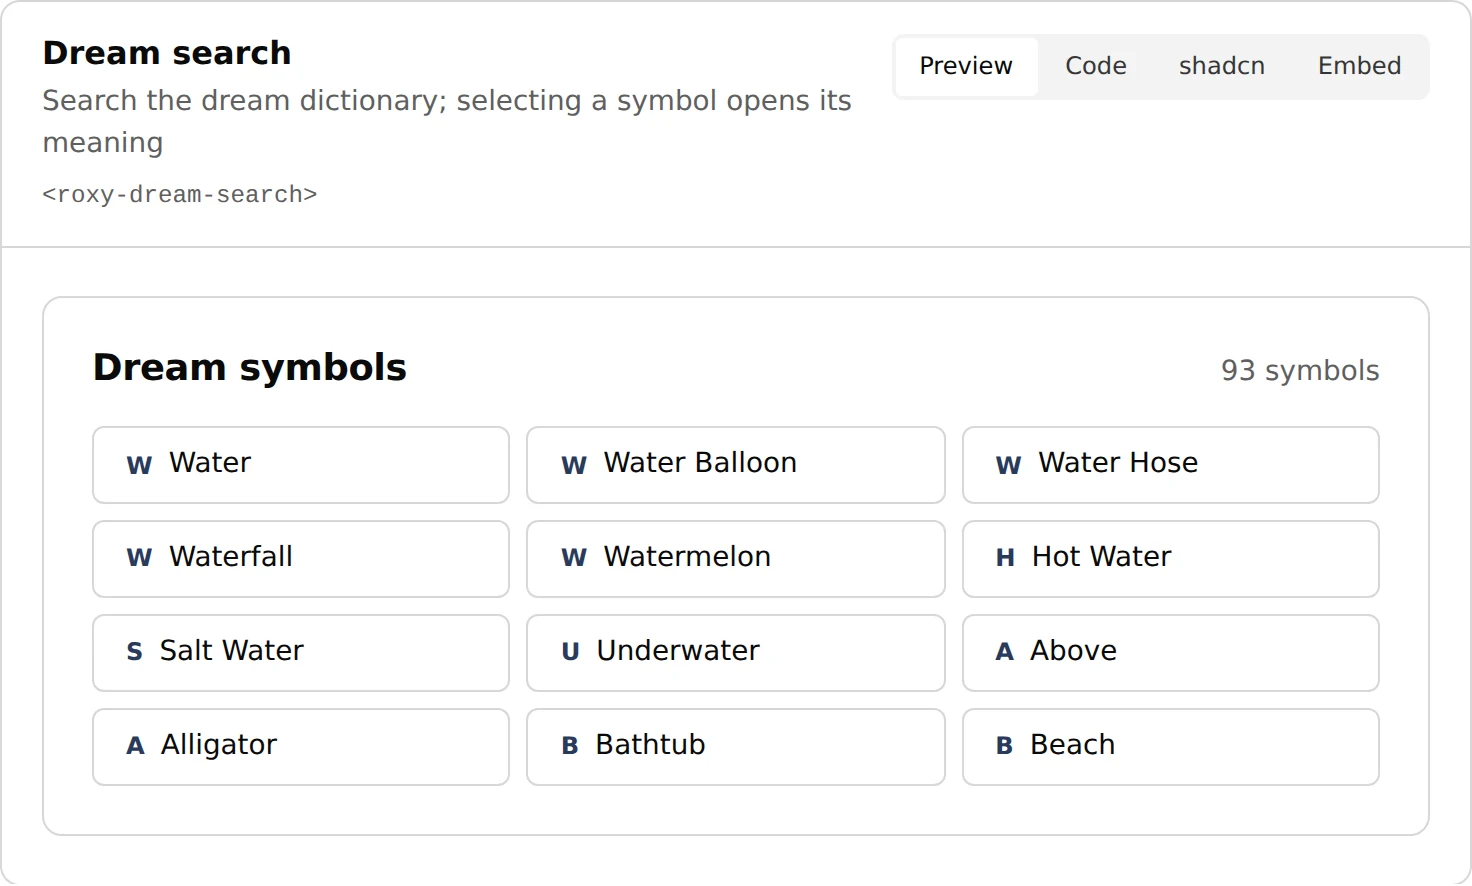 Dream search
Preview Code shadcn Embed
Search the dream dictionary; selecting a symbol opens its
meaning
<roxy-dream-search>
Dream symbols
93 symbols
W Water
W Water Balloon
W Water Hose
W Waterfall
W Watermelon
H Hot Water
S Salt Water
U Underwater
A Above
A Alligator
B Bathtub
B Beach